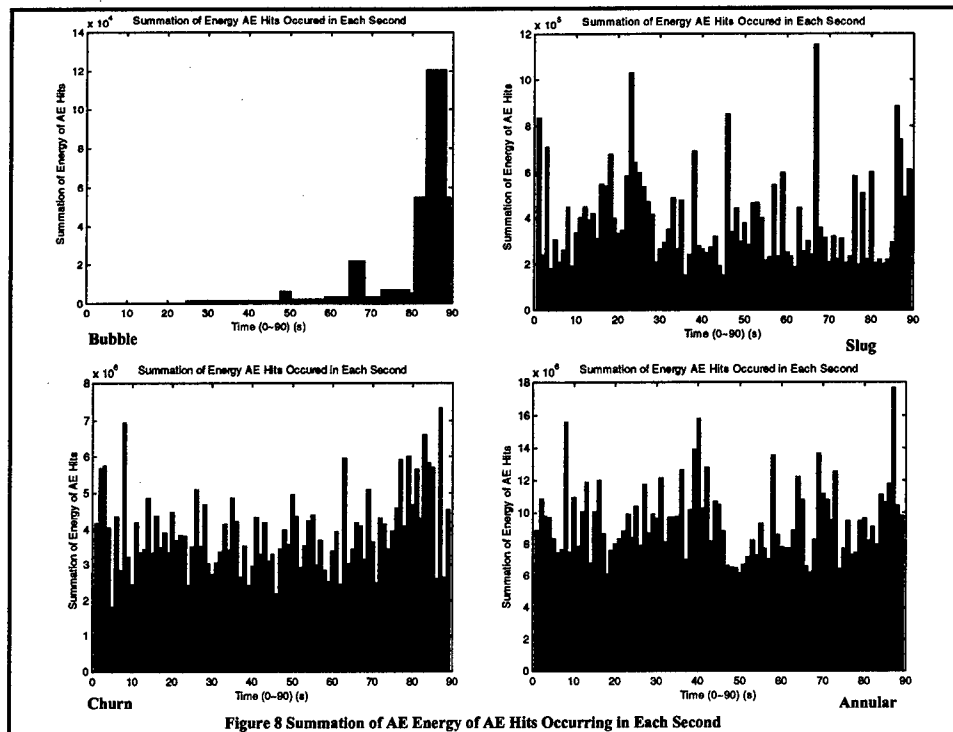 Summation of Energy AE Hits Occured in Each Second
x 10^4
14
12
10
8
6
4
2
0
Summation of Energy of AE Hits
0 10 20 30 40 50 60 70 80 90
Time (0~90) (s)
Bubble
Summation of Energy AE Hits Occured in Each Second
x 10^5
12
10
8
6
4
2
0
Summation of Energy of AE Hits
0 10 20 30 40 50 60 70 80 90
Time (0~90) (s)
Slug
Summation of Energy AE Hits Occured in Each Second
x 10^6
8
7
6
5
4
3
2
1
0
Summation of Energy of AE Hits
0 10 20 30 40 50 60 70 80 90
Time (0~90) (s)
Churn
Summation of Energy AE Hits Occured in Each Second
x 10^6
18
16
14
12
10
8
6
4
2
0
Summation of Energy of AE Hits
0 10 20 30 40 50 60 70 80 90
Time (0~90) (s)
Annular
Figure 8 Summation of AE Energy of AE Hits Occurring in Each Second